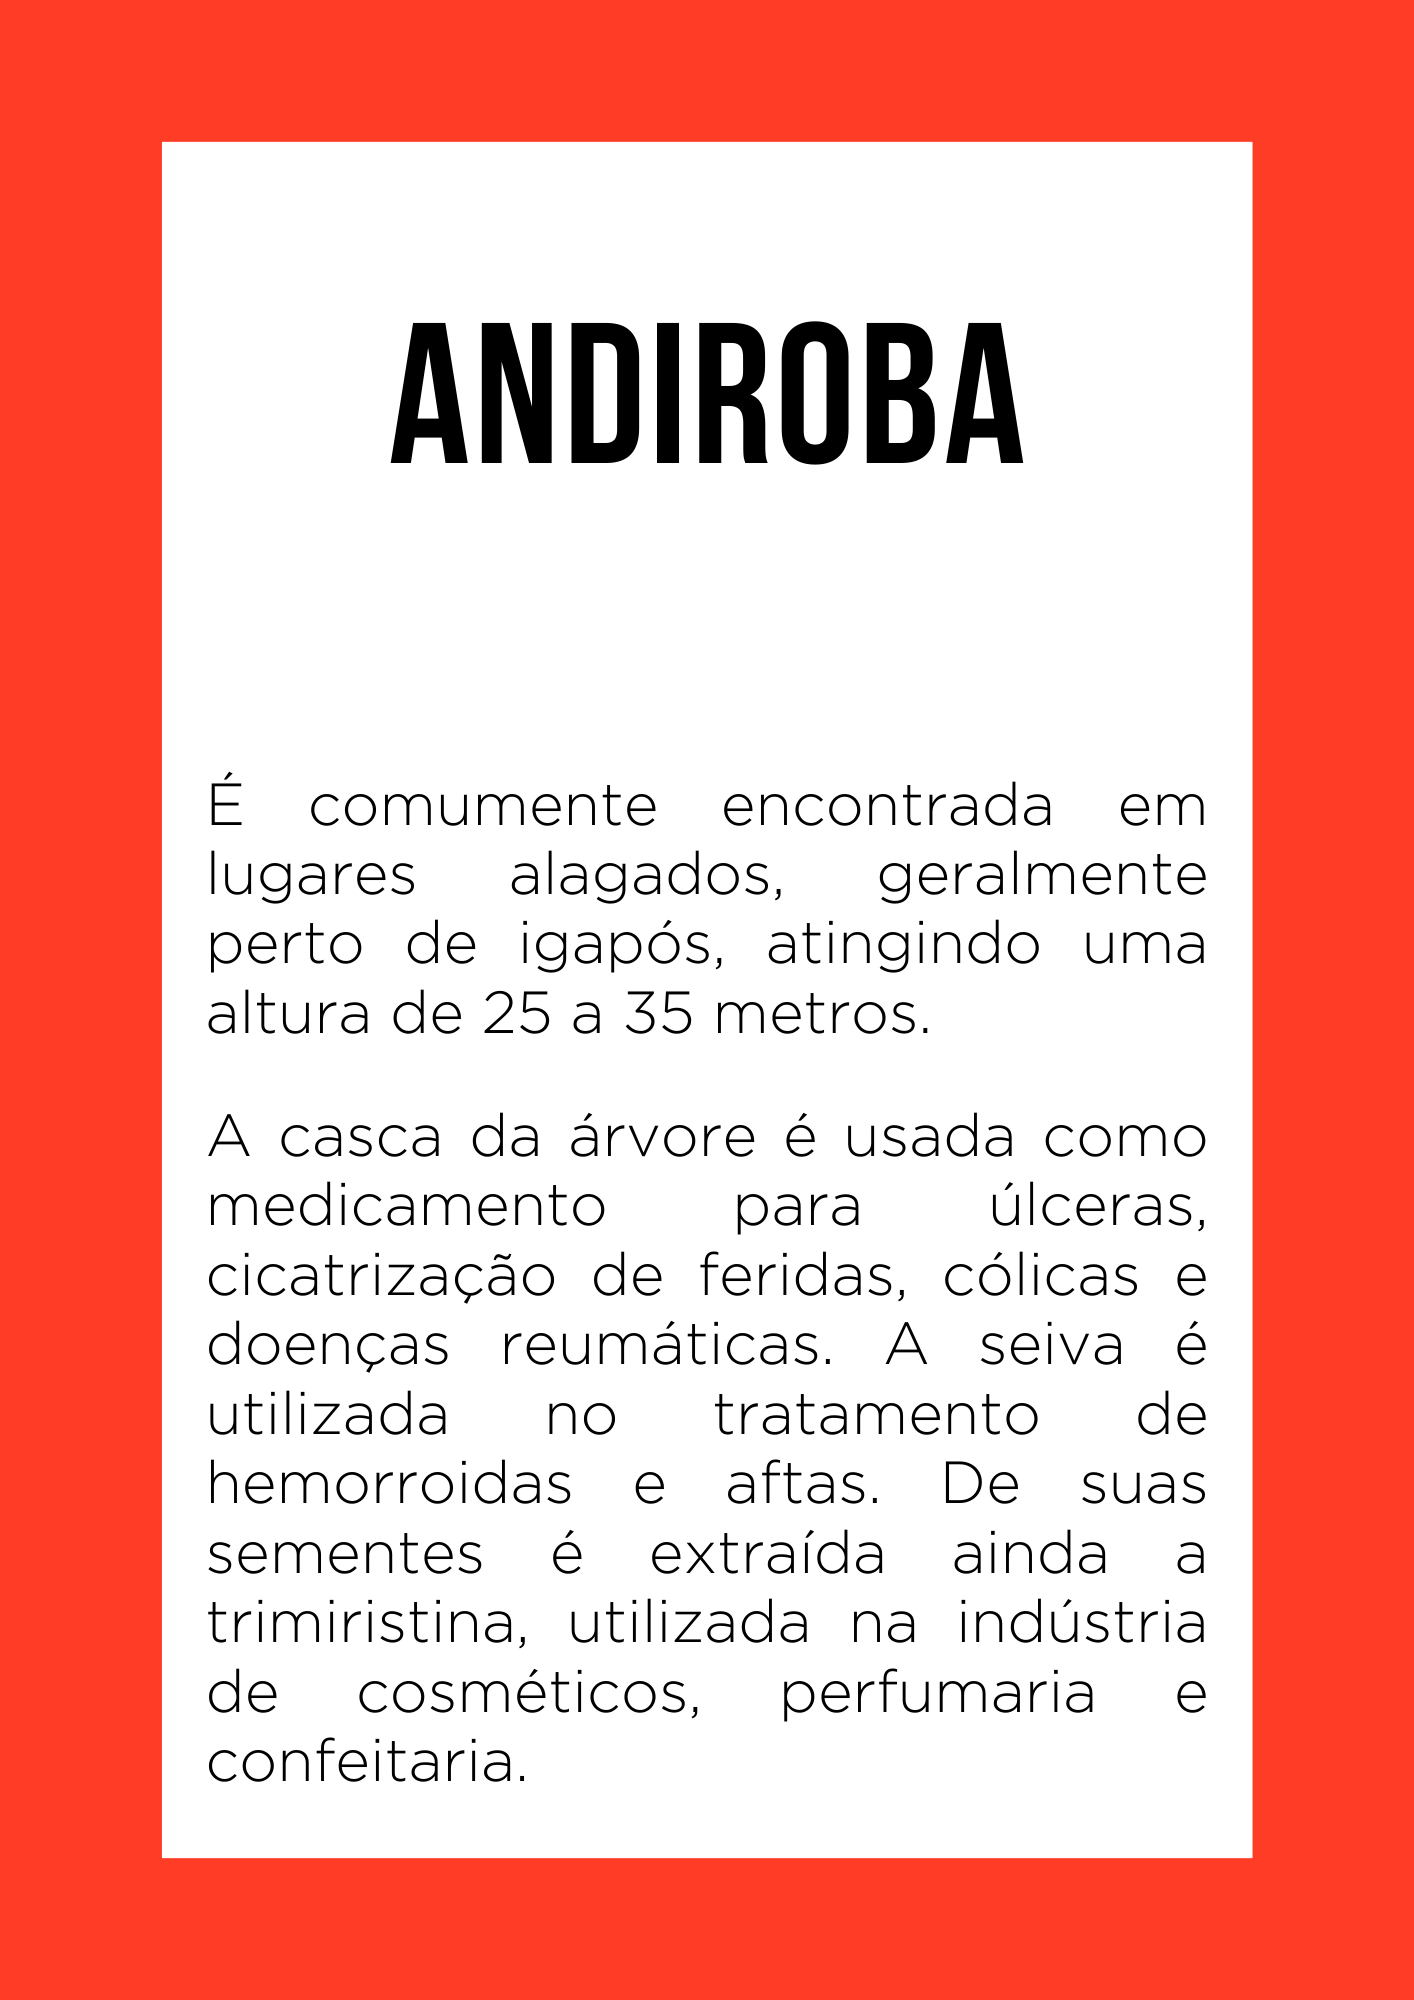 ANDIROBA
É comumente encontrada em
lugares alagados, geralmente
perto de igapós, atingindo uma
altura de 25 a 35 metros.
A casca da árvore é usada como
medicamento para úlceras,
cicatrização de feridas, cólicas e
doenças reumáticas. A seiva é
utilizada no tratamento de
hemorroidas e aftas. De suas
sementes é extraída ainda a
trimiristina, utilizada na indústria
de cosméticos, perfumaria e
confeitaria.